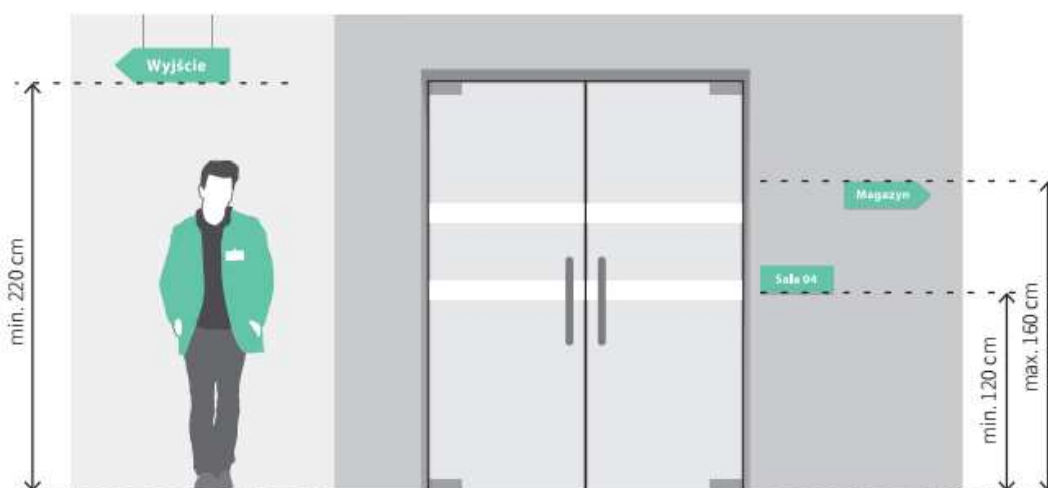 Wyjście
min. 220 cm
Magazyn
Sala 04
min. 120 cm
max. 160 cm